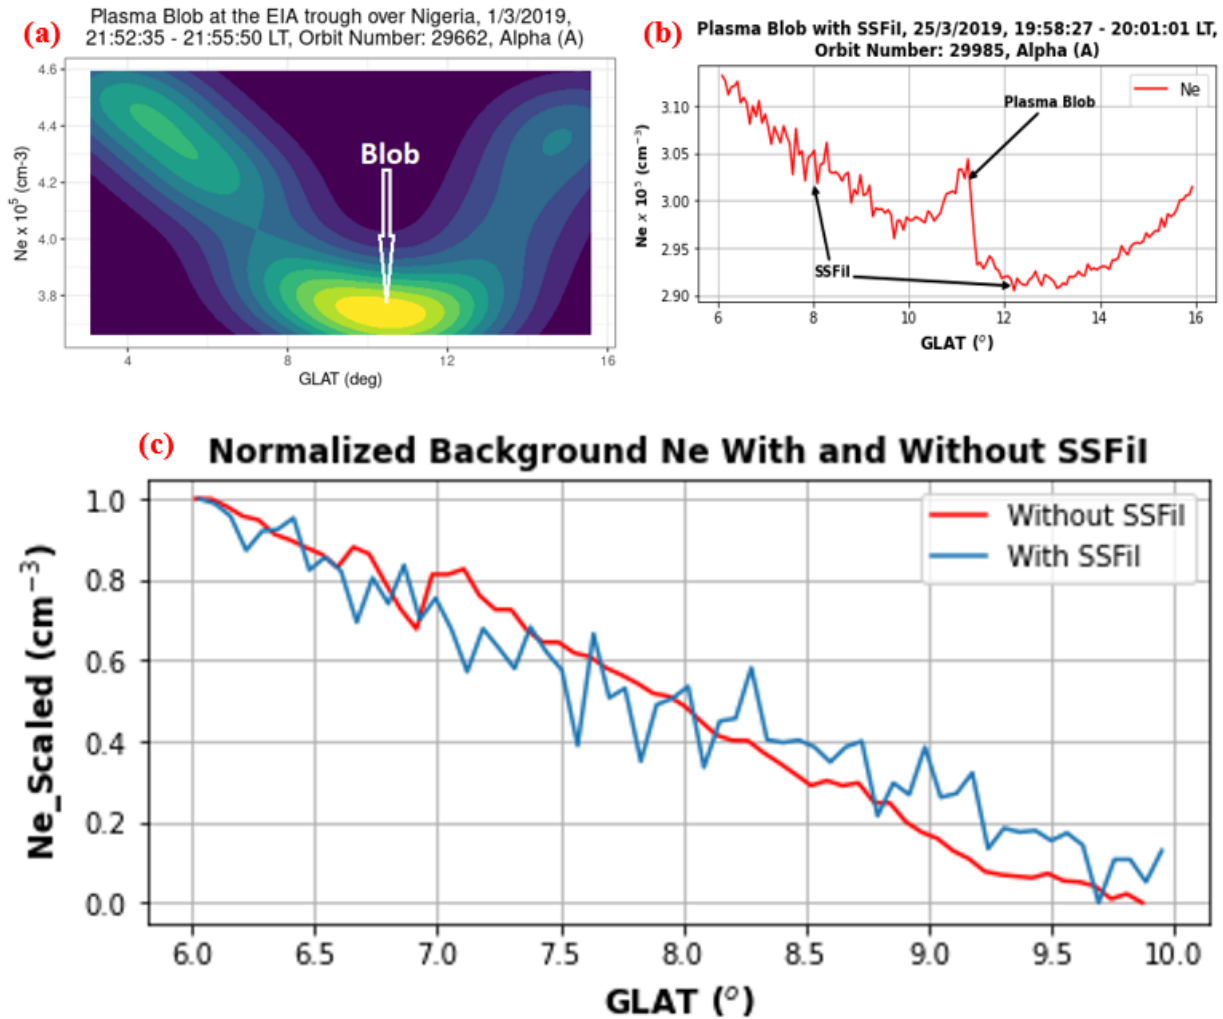 (a)
Plasma Blob at the EIA trough over Nigeria, 1/3/2019,
21:52:35 - 21:55:50 LT, Orbit Number: 29662, Alpha (A)
4.6
4.4
4.2
4.0
3.8
Ne x 10⁵ (cm-3)
Blob
4 8 12 16
GLAT (deg)
(b)
Plasma Blob with SSFil, 25/3/2019, 19:58:27 - 20:01:01 LT,
Orbit Number: 29985, Alpha (A)
3.10
3.05
3.00
2.95
2.90
Ne x 10⁵ (cm⁻³)
Ne
Plasma Blob
SSFil
6 8 10 12 14 16
GLAT (°)
(c)
Normalized Background Ne With and Without SSFil
1.0
0.8
0.6
0.4
0.2
0.0
Ne_Scaled (cm⁻³)
Without SSFil
With SSFil
6.0 6.5 7.0 7.5 8.0 8.5 9.0 9.5 10.0
GLAT (°)